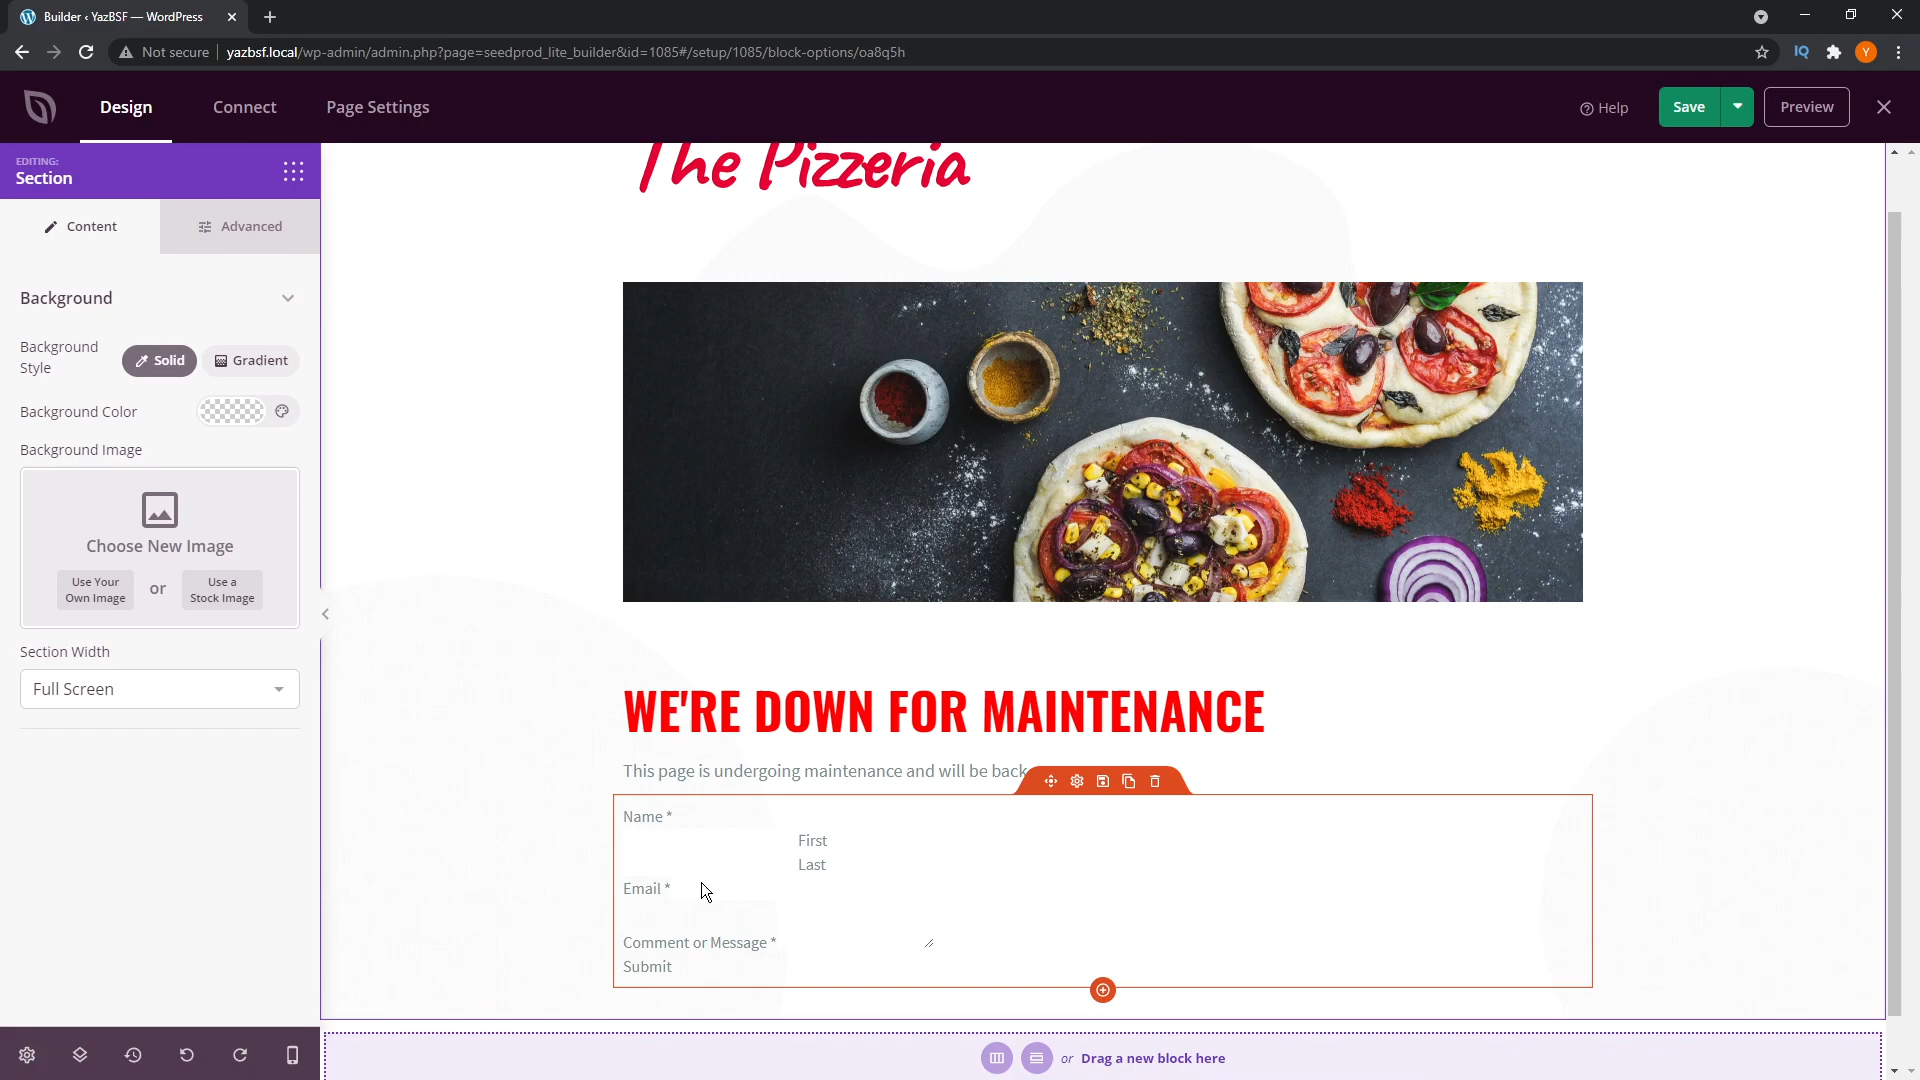 Builder ‹ YazBSF — WordPress
Not secure
yazbsf.local/wp-admin/admin.php?page=seedprod_lite_builder&id=1085#/setup/1085/block-options/oa8q5h
IQ
Y
Design
Connect
Page Settings
Help
Save
Preview
EDITING:
Section
Content
Advanced
Background
Background
Style
Solid
Gradient
Background Color
Background Image
Choose New Image
Use Your
Own Image
or
Use a
Stock Image
Section Width
Full Screen
The Pizzeria
WE'RE DOWN FOR MAINTENANCE
This page is undergoing maintenance and will be back
Name *
First
Last
Email *
Comment or Message *
Submit
or Drag a new block here